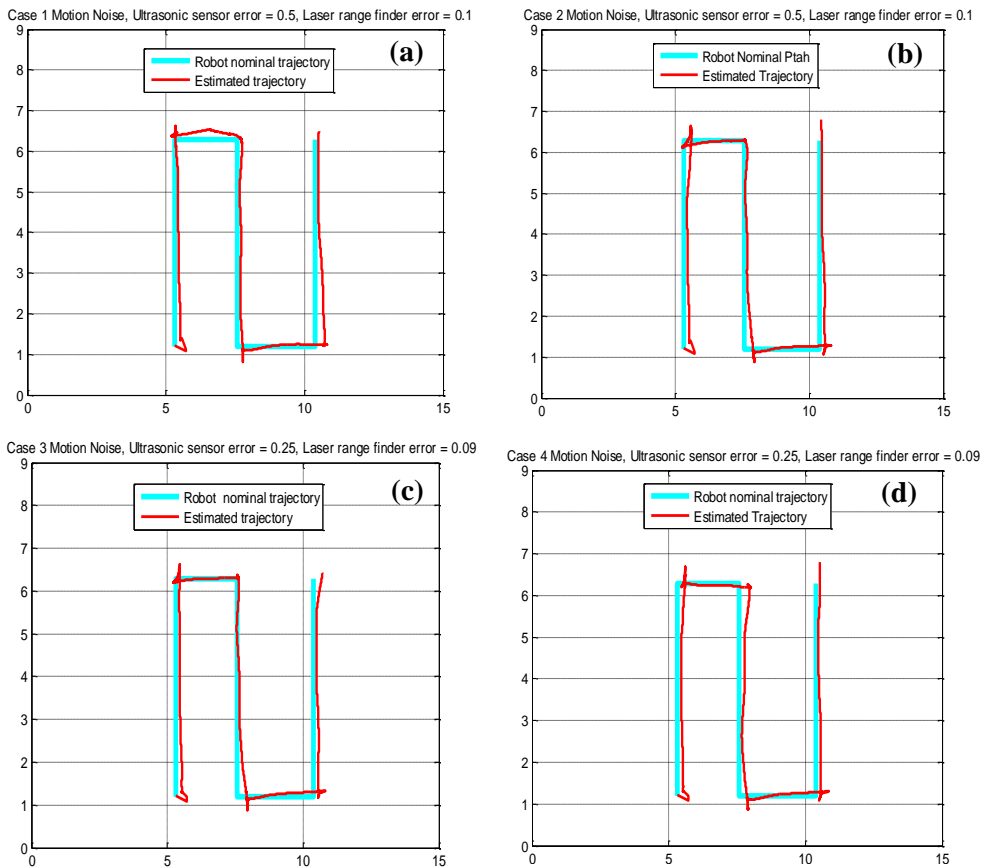 Case 1 Motion Noise, Ultrasonic sensor error = 0.5, Laser range finder error = 0.1
9
8
7
6
5
4
3
2
1
0
0 5 10 15
Robot nominal trajectory
Estimated trajectory
(a)
Case 2 Motion Noise, Ultrasonic sensor error = 0.5, Laser range finder error = 0.1
9
8
7
6
5
4
3
2
1
0
0 5 10 15
Robot Nominal Ptah
Estimated Trajectory
(b)
Case 3 Motion Noise, Ultrasonic sensor error = 0.25, Laser range finder error = 0.09
9
8
7
6
5
4
3
2
1
0
0 5 10 15
Robot nominal trajectory
Estimated trajectory
(c)
Case 4 Motion Noise, Ultrasonic sensor error = 0.25, Laser range finder error = 0.09
9
8
7
6
5
4
3
2
1
0
0 5 10 15
Robot nominal trajectory
Estimated Trajectory
(d)